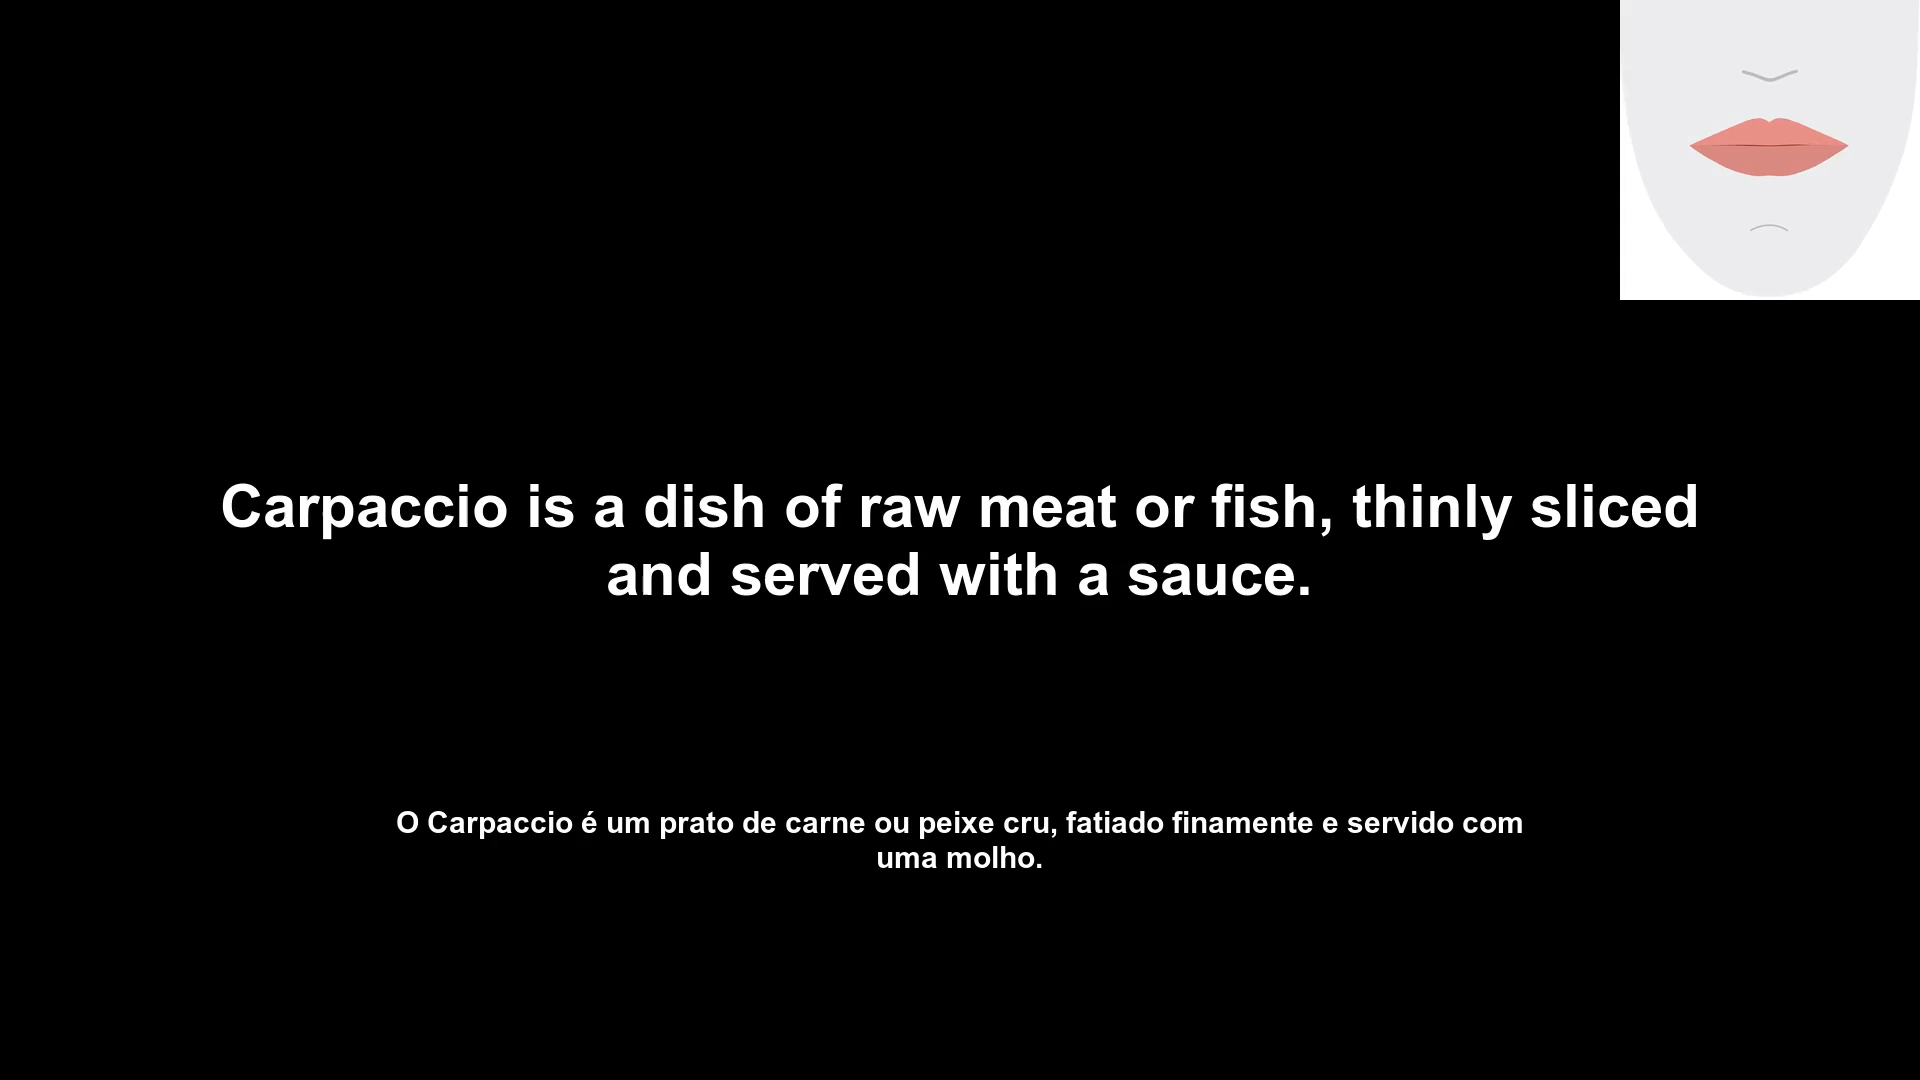 Carpaccio is a dish of raw meat or fish, thinly sliced
and served with a sauce.
O Carpaccio é um prato de carne ou peixe cru, fatiado finamente e servido com
uma molho.